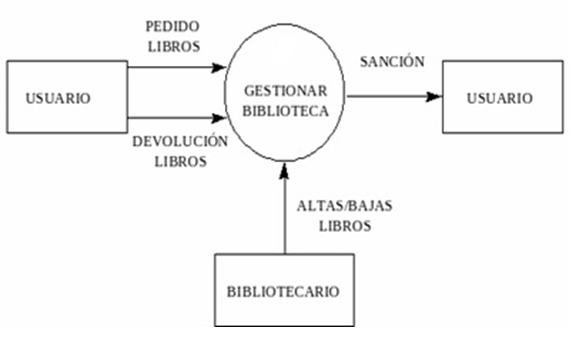 PEDIDO
LIBROS
USUARIO
DEVOLUCIÓN
LIBROS
GESTIONAR
BIBLIOTECA
SANCIÓN
USUARIO
ALTAS/BAJAS
LIBROS
BIBLIOTECARIO